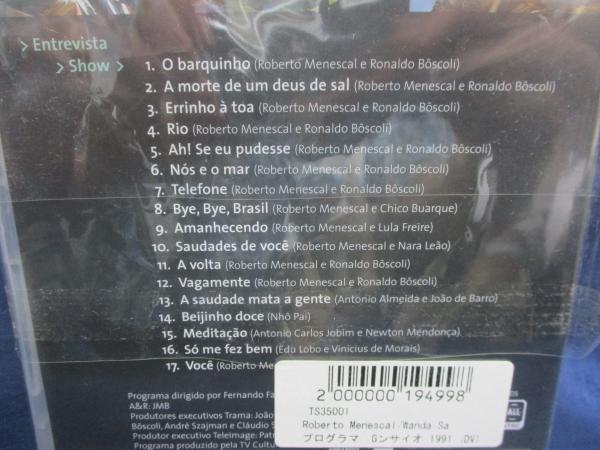 > Entrevista
> Show >
1. O barquinho (Roberto Menescal e Ronaldo Bôscoli)
2. A morte de um deus de sal (Roberto Menescal e Ronaldo Bôscoli)
3. Errinho à toa (Roberto Menescal e Ronaldo Bôscoli)
4. Rio (Roberto Menescal e Ronaldo Bôscoli)
5. Ah! Se eu pudesse (Roberto Menescal e Ronaldo Bôscoli)
6. Nós e o mar (Roberto Menescal e Ronaldo Bôscoli)
7. Telefone (Roberto Menescal e Ronaldo Bôscoli)
8. Bye, Bye, Brasil (Roberto Menescal e Chico Buarque)
9. Amanhecendo (Roberto Menescal e Lula Freire)
10. Saudades de você (Roberto Menescal e Nara Leão)
11. A volta (Roberto Menescal e Ronaldo Bôscoli)
12. Vagamente (Roberto Menescal e Ronaldo Bôscoli)
13. A saudade mata a gente (Antonio Almeida e João de Barro)
14. Beijinho doce (Nhô Pai)
15. Meditação (Antonio Carlos Jobim e Newton Mendonça)
16. Só me fez bem (Edu Lobo e Vinícius de Morais)
17. Você (Roberto
Programa dirigido por Fernando
A&R: JMB
Produtores executivos Trama: João
Bôscoli, André Szajman e Cláudio
Produtor executivo Teleimage:
Programa produzido pela TV
2 000000 194998
TS35001
Roberto Menescal/Wanda Sa
プログラマ Gンサイオ 1991 (DV)
ALL